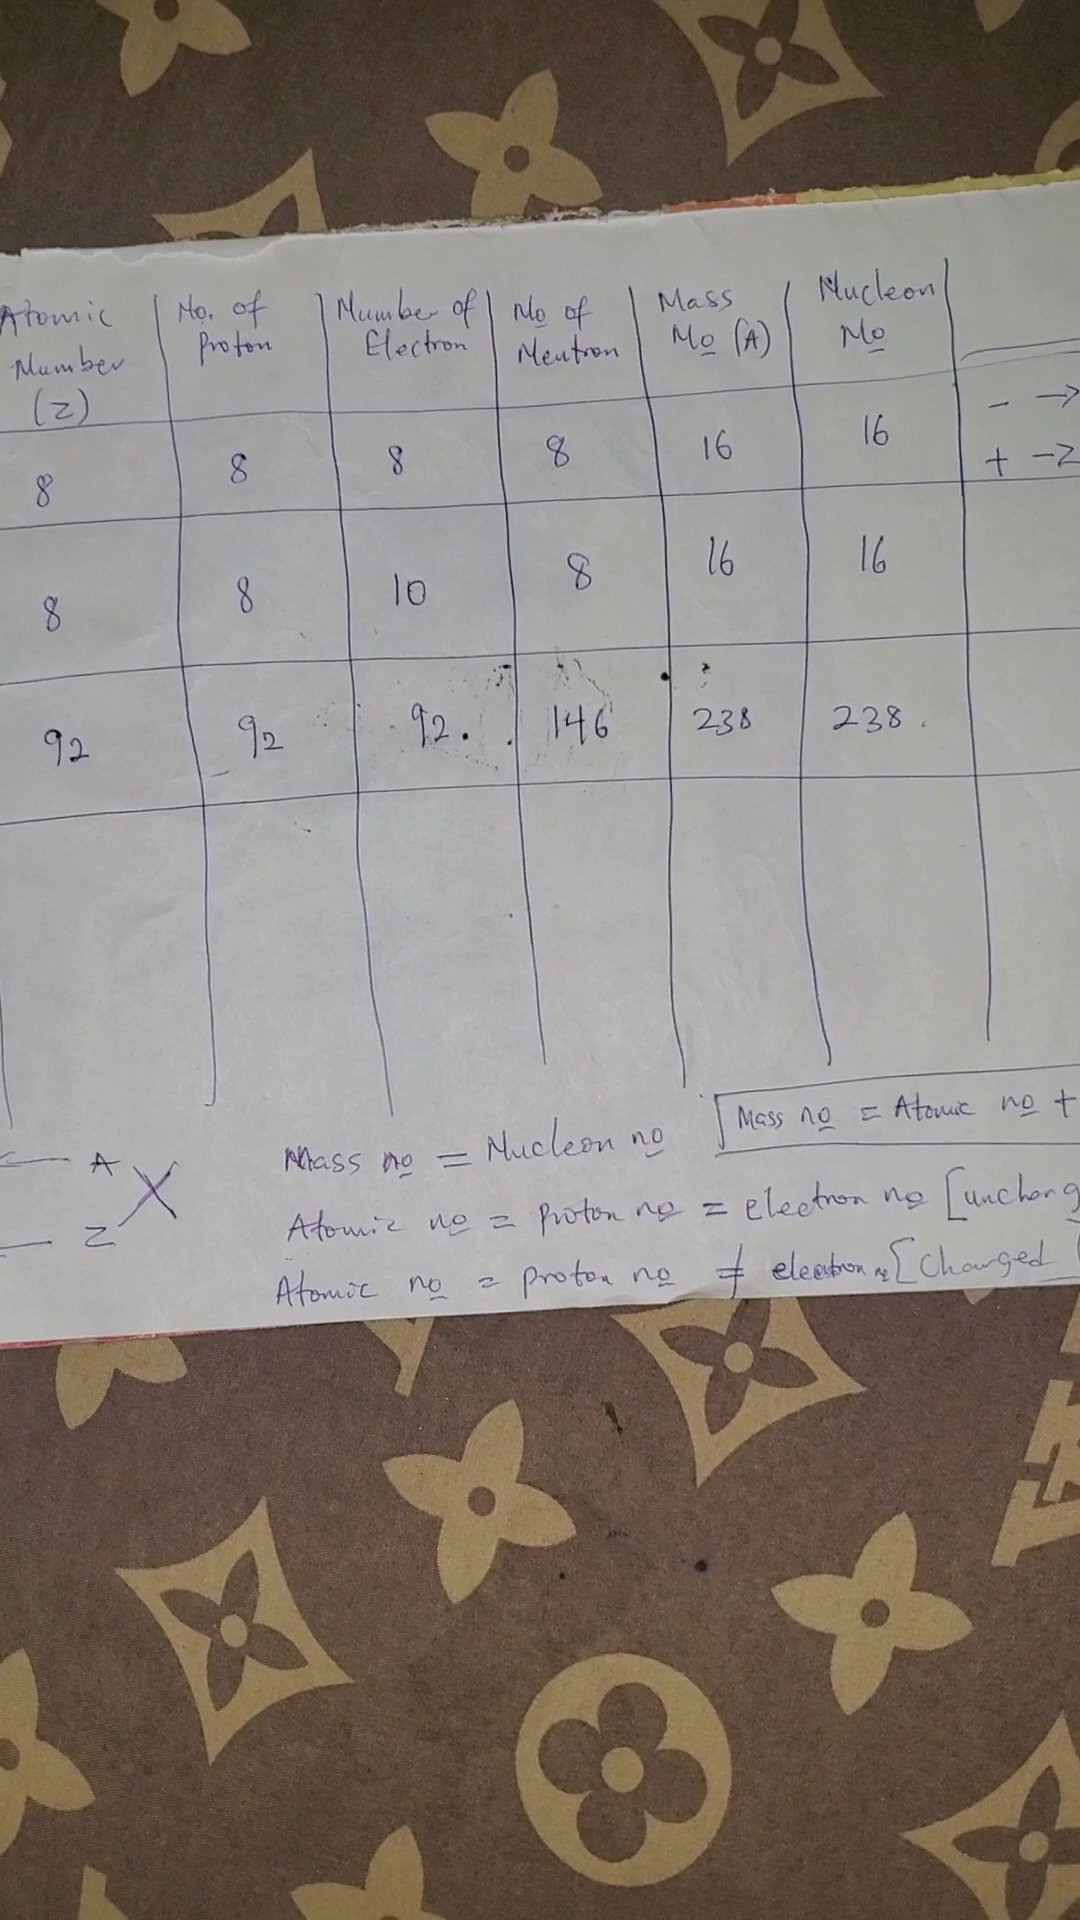 Atomic Number (Z) | No. of Proton | Number of Electron | No of Neutron | Mass No (A) | Nucleon No
8 | 8 | 8 | 8 | 16 | 16 | - →
+ -2
8 | 8 | 10 | 8 | 16 | 16
92 | 92 | 92. | 146 | 238 | 238.
Mass no = Atomic no +
← A X
Z
Mass no = Nucleon no
Atomic no = proton no = electron no [
Atomic no = proton no ≠ electron no [Charged